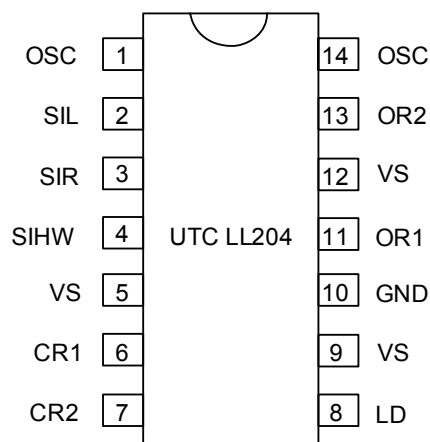 OSC 1 14 OSC
SIL 2 13 OR2
SIR 3 12 VS
SIHW 4 UTC LL204 11 OR1
VS 5 10 GND
CR1 6 9 VS
CR2 7 8 LD